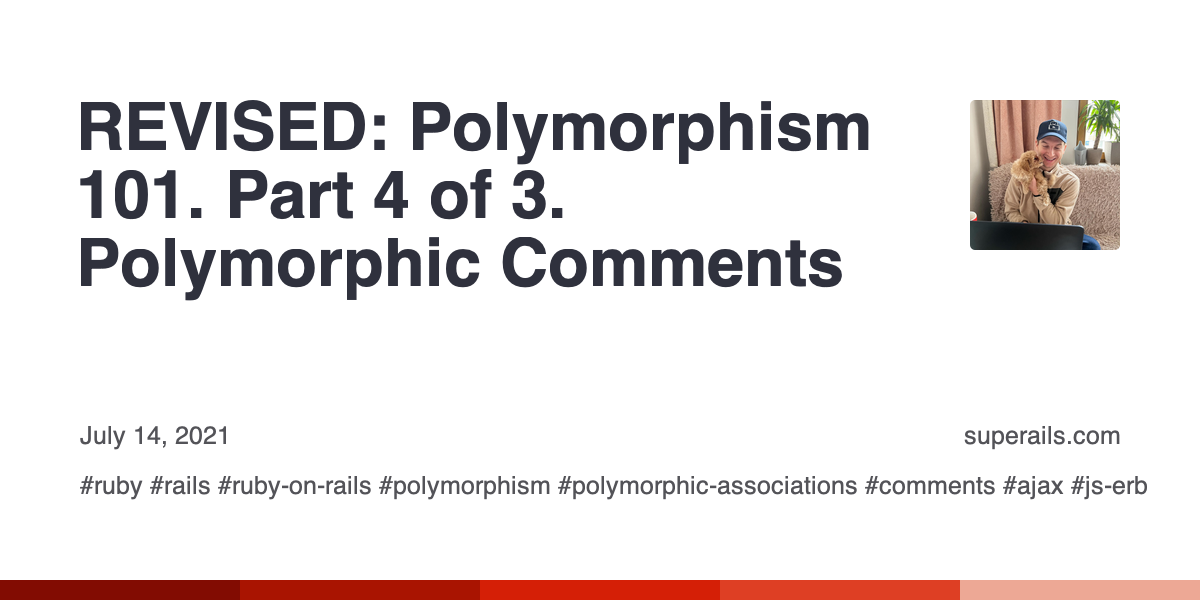 REVISED: Polymorphism
101. Part 4 of 3.
Polymorphic Comments
July 14, 2021
superails.com
#ruby #rails #ruby-on-rails #polymorphism #polymorphic-associations #comments #ajax #js-erb